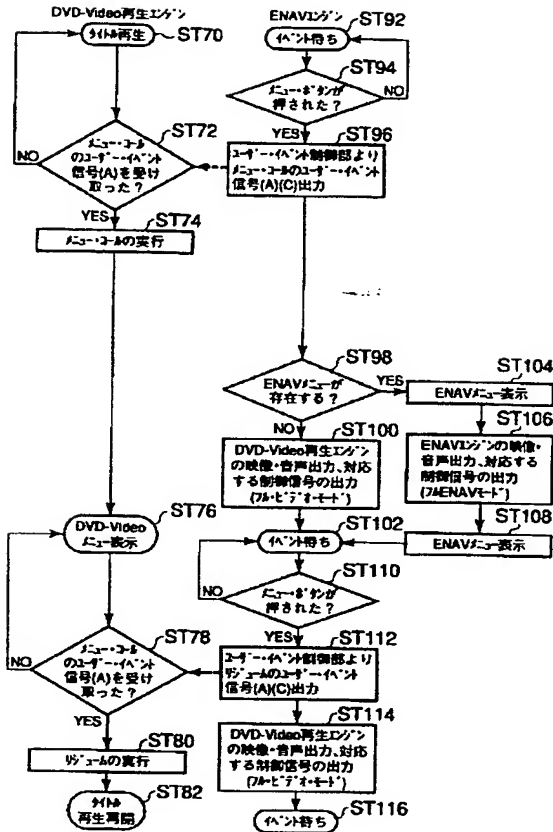 DVD-Video再生エンジン
タイトル再生
ST70
メニュー・コール
のユーザー・イベント
信号(A)を受け
取った?
ST72
NO
YES
ST74
メニュー・コールの実行
ST76
DVD-Video
メニュー表示
ST78
メニュー・コール
のユーザー・イベント
信号(A)を受け
取った?
NO
YES
ST80
リジュームの実行
ST82
タイトル
再生再開
ENAVエンジン
ST92
イベント待ち
ST94
メニュー・ボタンが
押された?
NO
YES
ST96
ユーザー・イベント制御部より
メニュー・コールのユーザー・イベント
信号(A)(C)出力
ST98
ENAVメニューが
存在する?
YES
NO
ST104
ENAVメニュー表示
ST100
DVD-Video再生エンジン
の映像・音声出力、対応
する制御信号の出力
(フル・ビデオ・モード)
ST106
ENAVエンジンの映像・
音声出力、対応する
制御信号の出力
(フルENAVモード)
ST102
イベント待ち
ST108
ENAVメニュー表示
ST110
メニュー・ボタンが
押された?
NO
YES
ST112
ユーザー・イベント制御部より
リジュームのユーザー・イベント
信号(A)(C)出力
ST114
DVD-Video再生エンジン
の映像・音声出力、対応
する制御信号の出力
(フル・ビデオ・モード)
ST116
イベント待ち